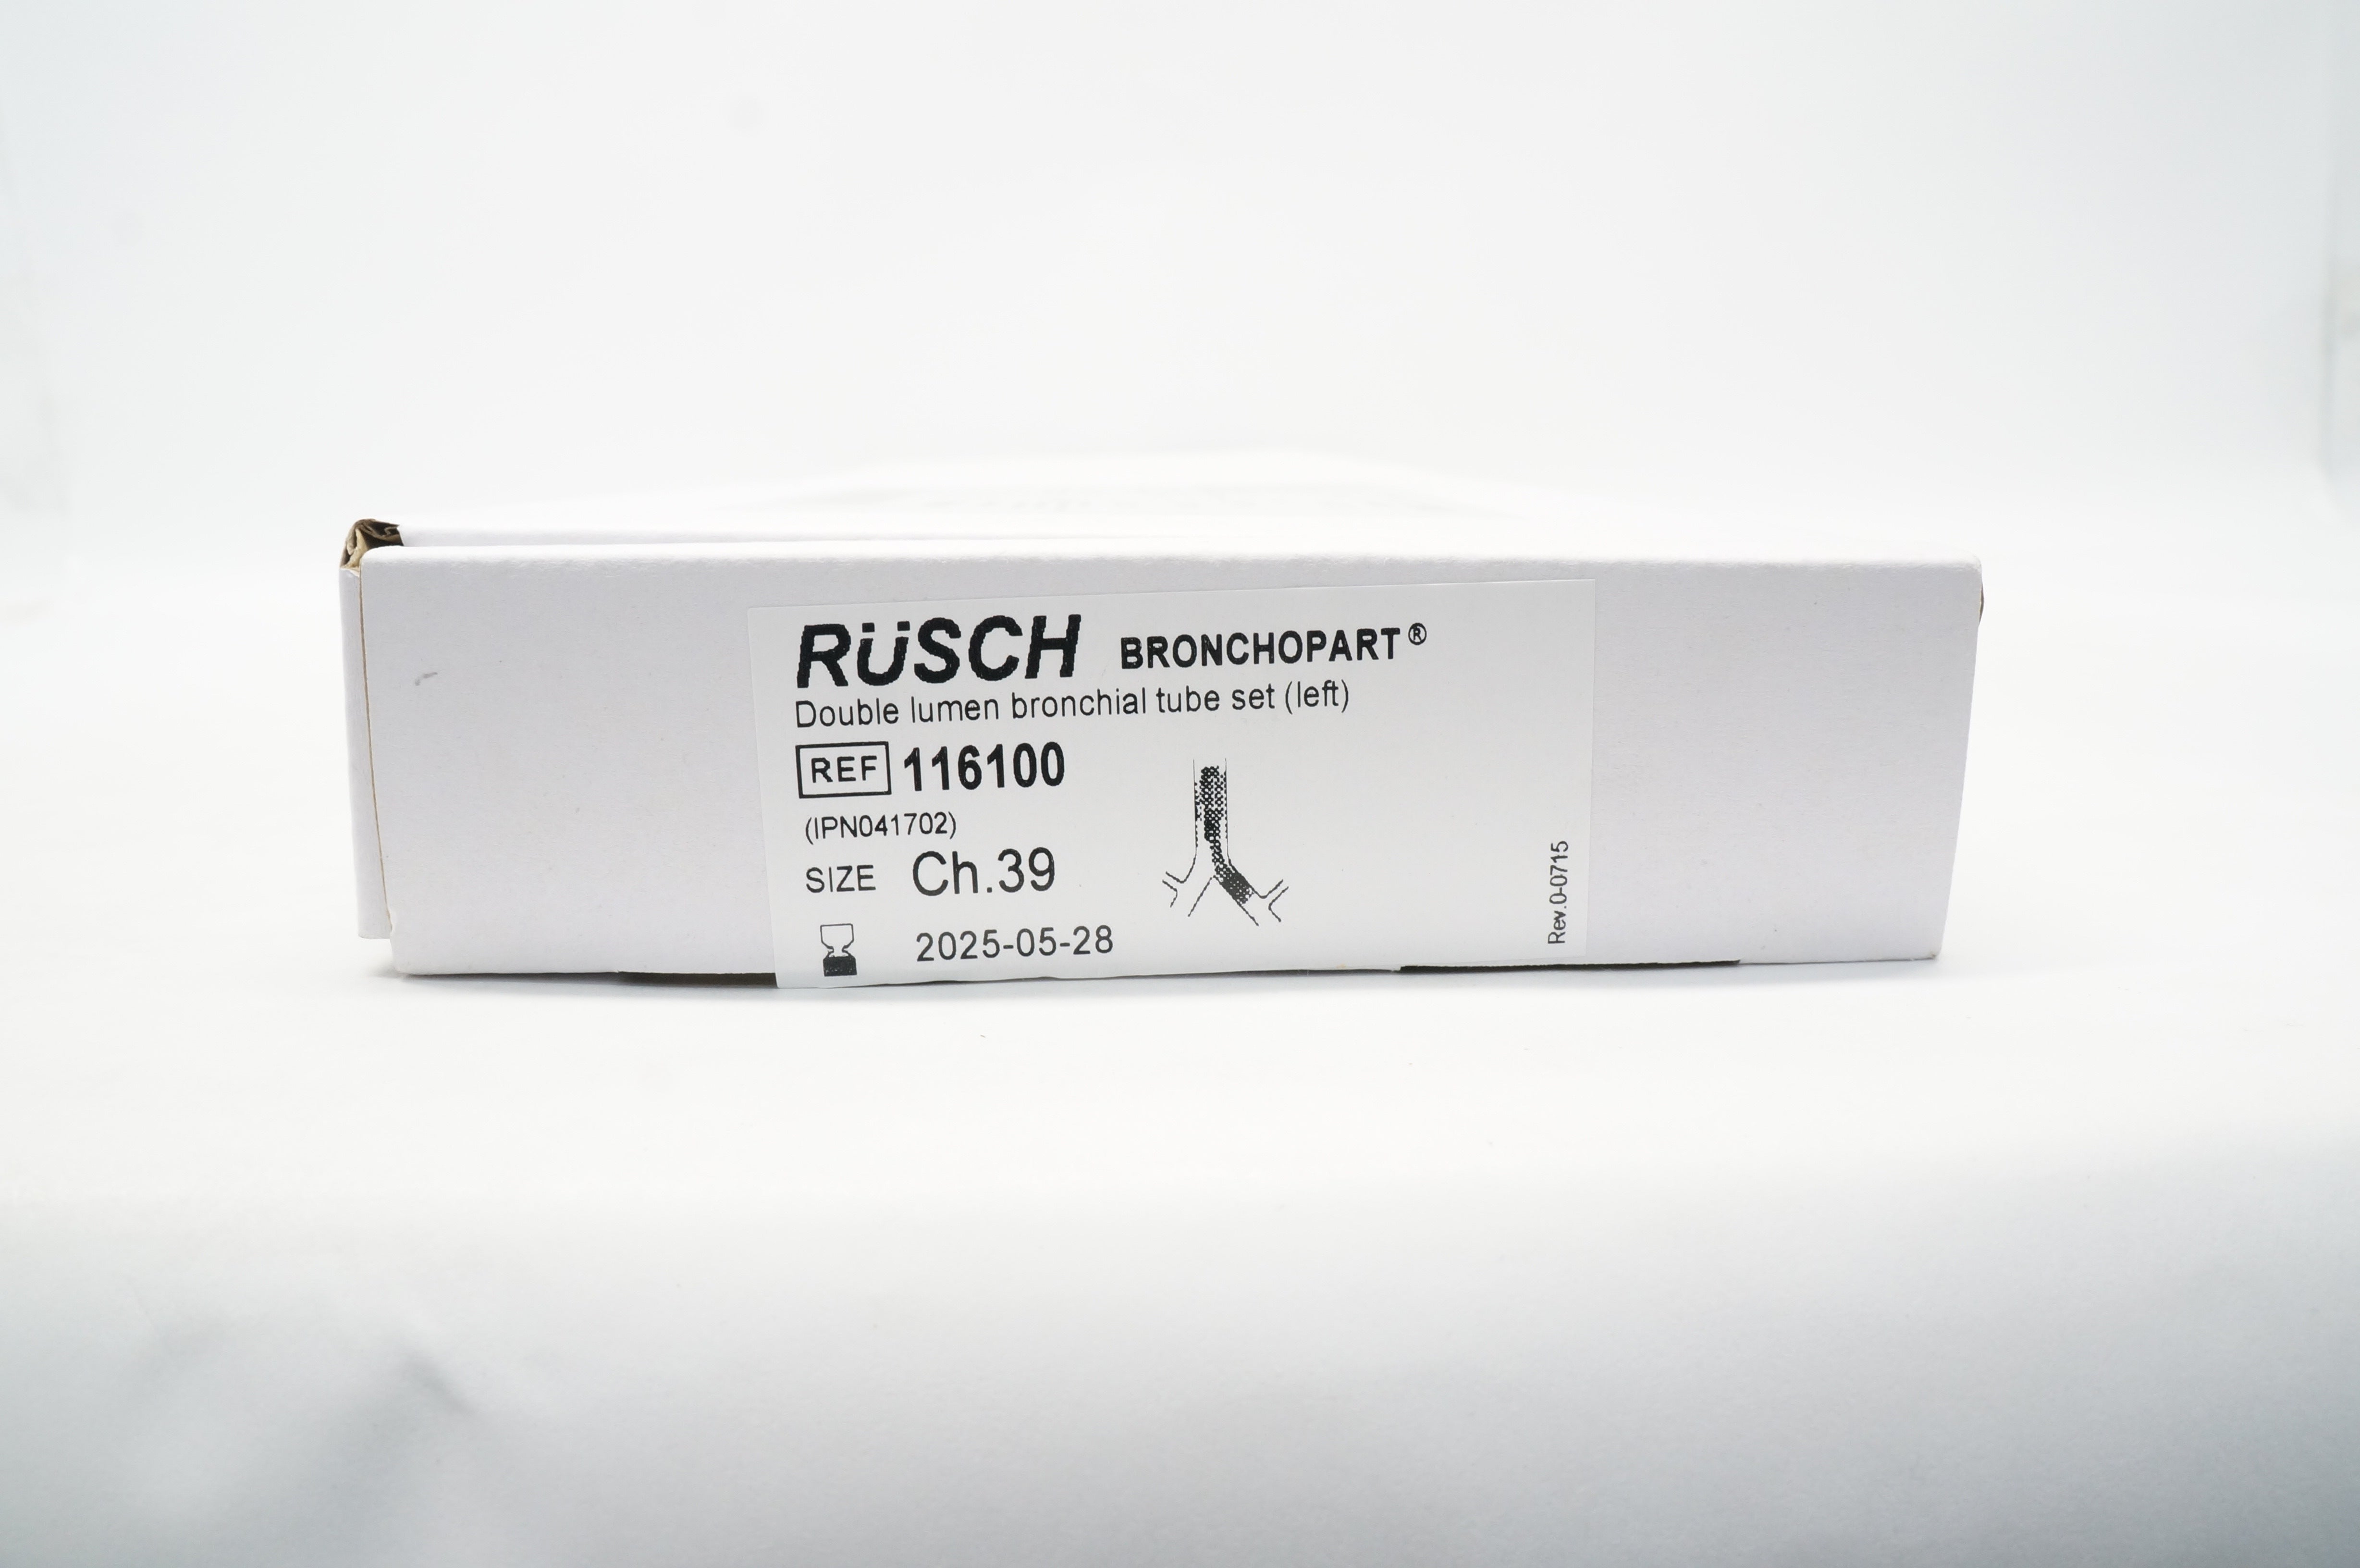 RÜSCH BRONCHOPART®
Double lumen bronchial tube set (left)
REF 116100
(IPN041702)
SIZE Ch.39
2025-05-28
Rev.0-0715